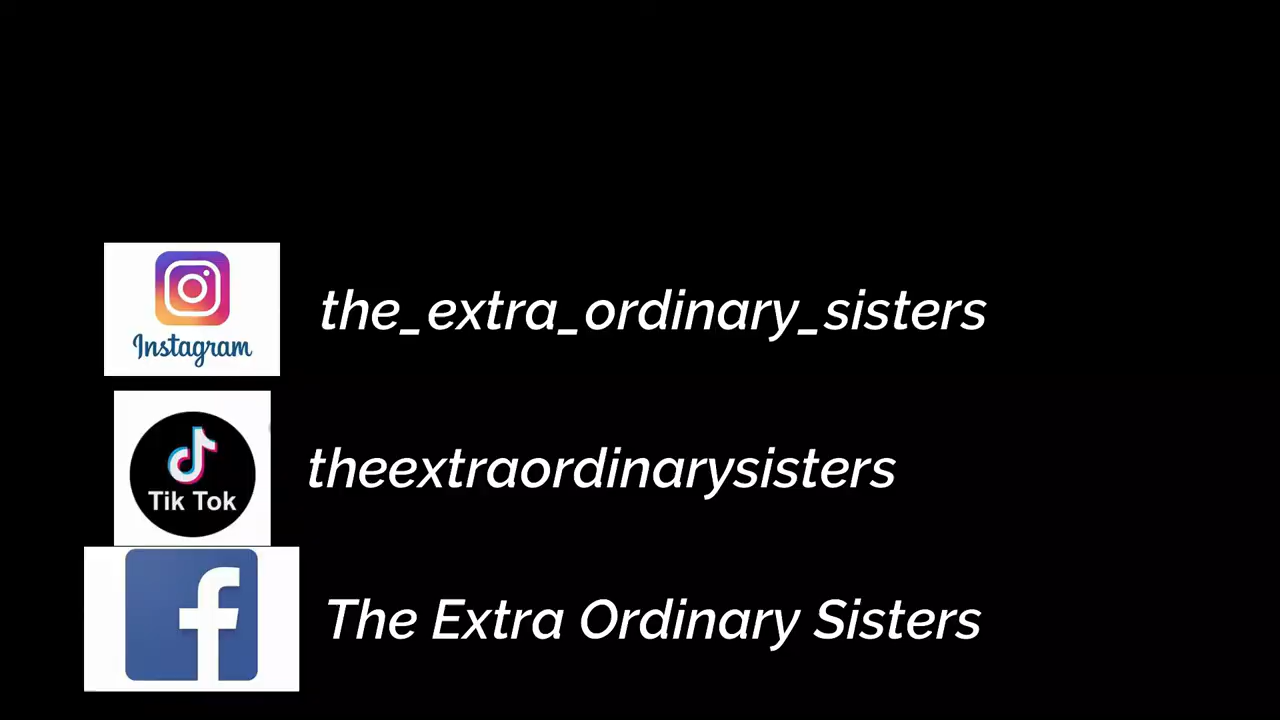 Instagram
the_extra_ordinary_sisters
Tik Tok
theextraordinarysisters
f
The Extra Ordinary Sisters